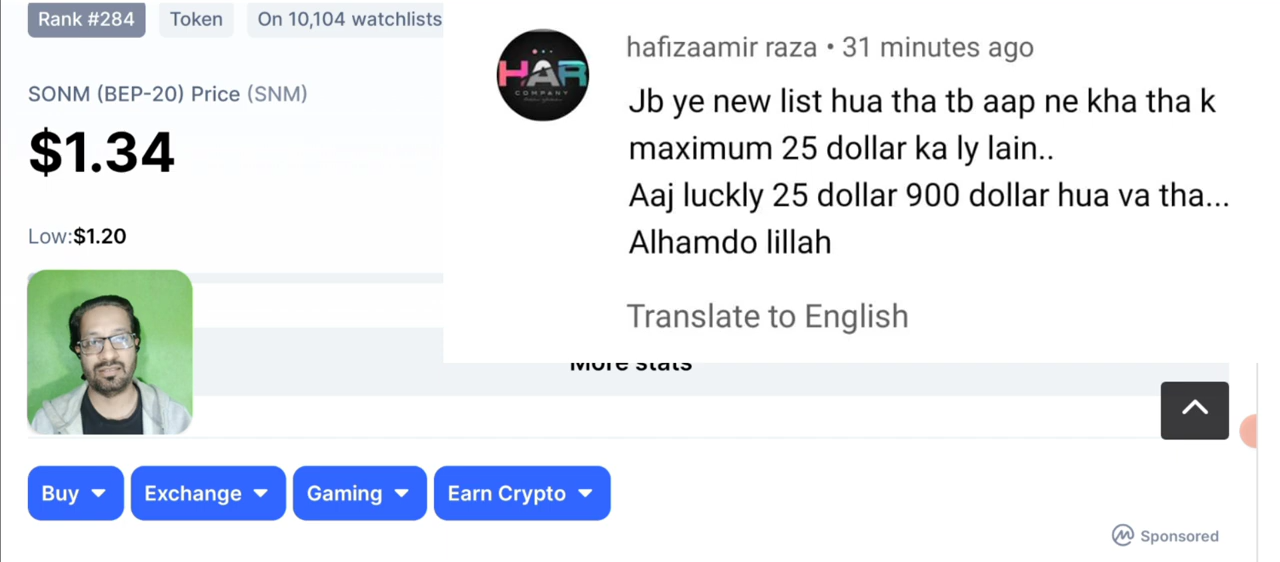 Rank #284 Token On 10,104 watchlists
SONM (BEP-20) Price (SNM)
$1.34
Low:$1.20
HAR
COMPANY
hafizaamir raza • 31 minutes ago
Jb ye new list hua tha tb aap ne kha tha k
maximum 25 dollar ka ly lain..
Aaj luckly 25 dollar 900 dollar hua va tha...
Alhamdo lillah
Translate to English
More stats
Buy Exchange Gaming Earn Crypto
Sponsored